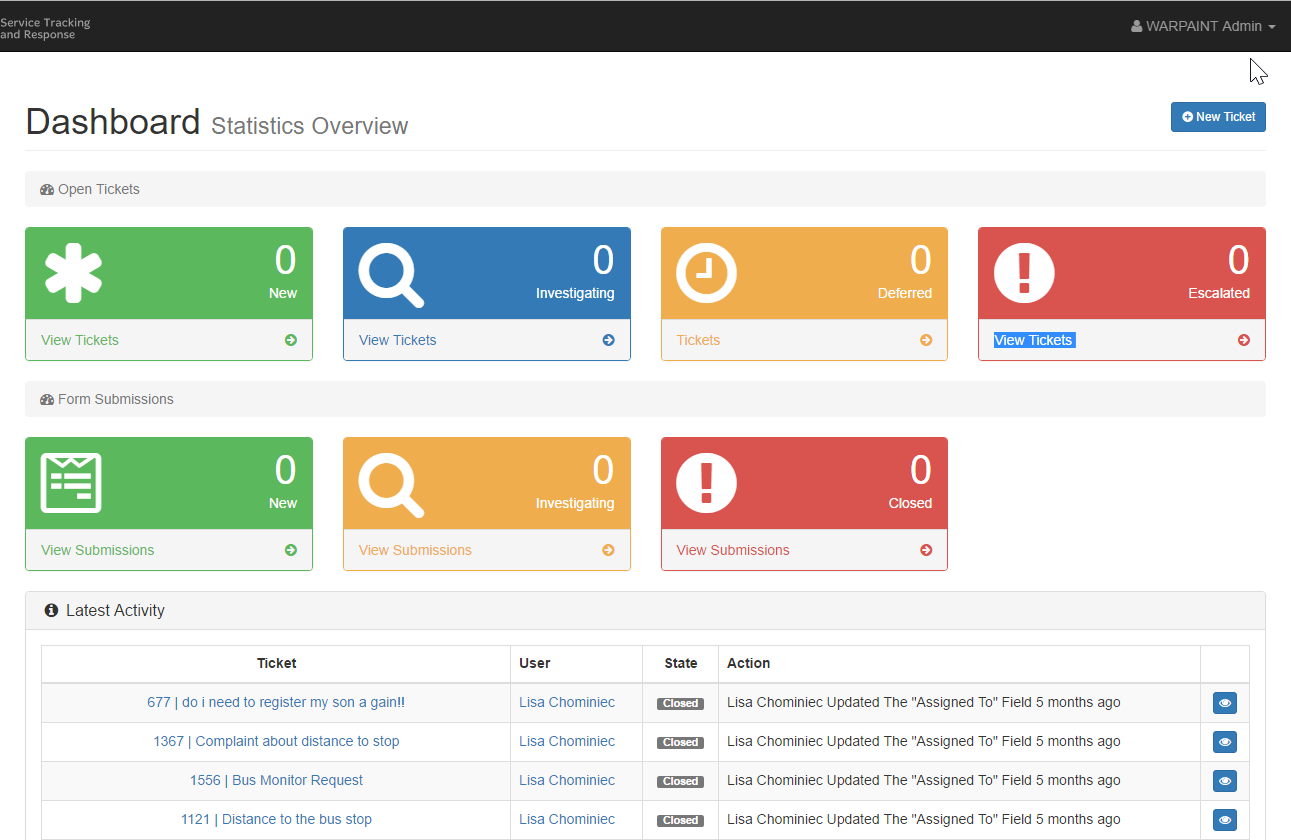 Service Tracking
and Response
WARPAINT Admin
Dashboard Statistics Overview
New Ticket
Open Tickets
0
New
View Tickets
0
Investigating
View Tickets
0
Deferred
Tickets
0
Escalated
View Tickets
Form Submissions
0
New
View Submissions
0
Investigating
View Submissions
0
Closed
View Submissions
Latest Activity
Ticket User State Action
677 | do i need to register my son a gain!! Lisa Chominiec Closed Lisa Chominiec Updated The "Assigned To" Field 5 months ago
1367 | Complaint about distance to stop Lisa Chominiec Closed Lisa Chominiec Updated The "Assigned To" Field 5 months ago
1556 | Bus Monitor Request Lisa Chominiec Closed Lisa Chominiec Updated The "Assigned To" Field 5 months ago
1121 | Distance to the bus stop Lisa Chominiec Closed Lisa Chominiec Updated The "Assigned To" Field 5 months ago